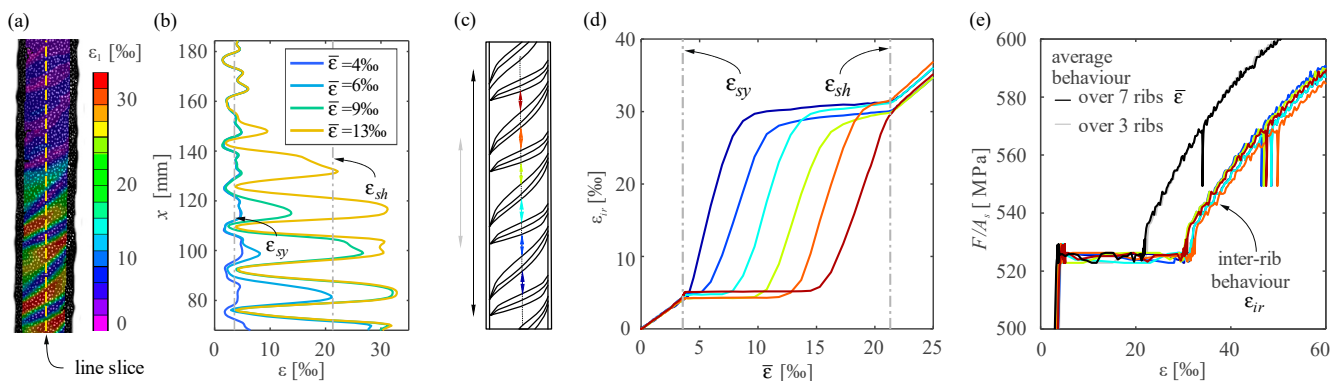 (a)
ε₁ [‰]
30
20
10
0
line slice
(b)
180
160
140
120
100
80
x [mm]
ε̄ =4‰
ε̄ =6‰
ε̄ =9‰
ε̄ =13‰
ε_sh
ε_sy
0 10 20 30
ε [‰]
(c)
(d)
40
30
20
10
0
ε_ir [‰]
ε_sy
ε_sh
0 5 10 15 20 25
ε̄ [‰]
(e)
600
580
560
540
520
500
F/A_s [MPa]
average
behaviour
over 7 ribs ε̄
over 3 ribs
inter-rib
behaviour
ε_ir
0 20 40 60
ε [‰]